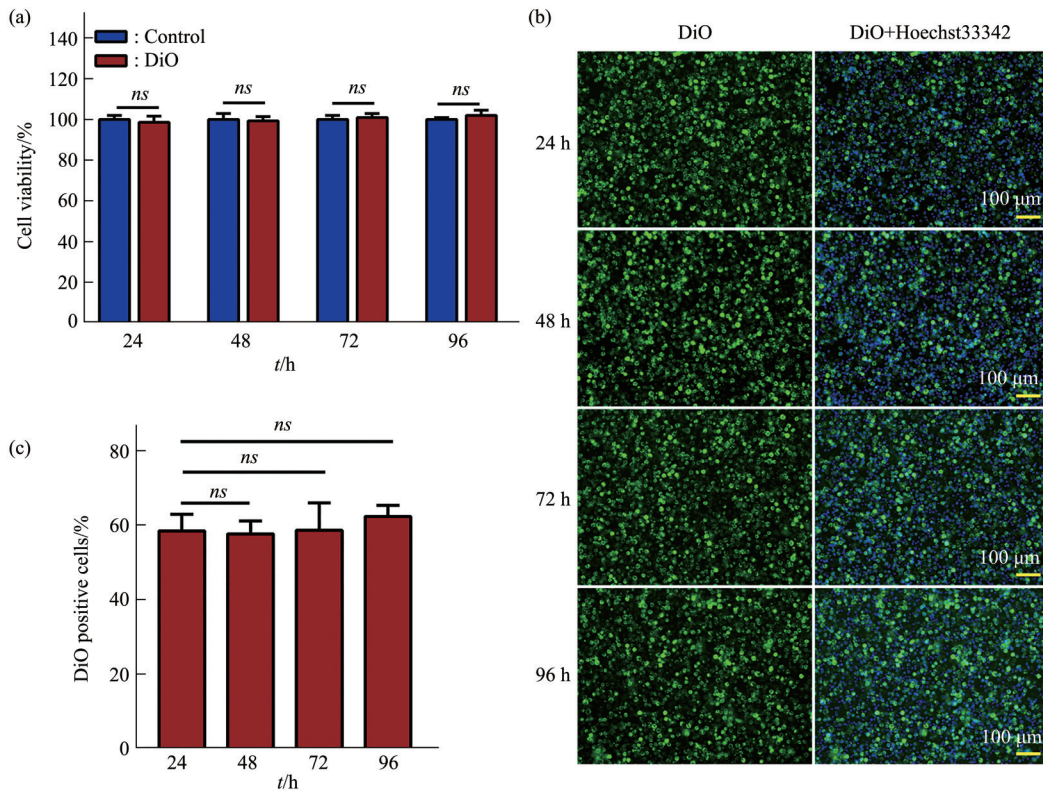 (a)
140
120
100
80
60
40
20
0
Cell viability/%
: Control
: DiO
ns
ns
ns
ns
24
48
72
96
t/h
(b)
DiO
DiO+Hoechst33342
24 h
100 μm
48 h
100 μm
72 h
100 μm
96 h
100 μm
(c)
80
60
40
20
0
DiO positive cells/%
ns
ns
ns
24
48
72
96
t/h